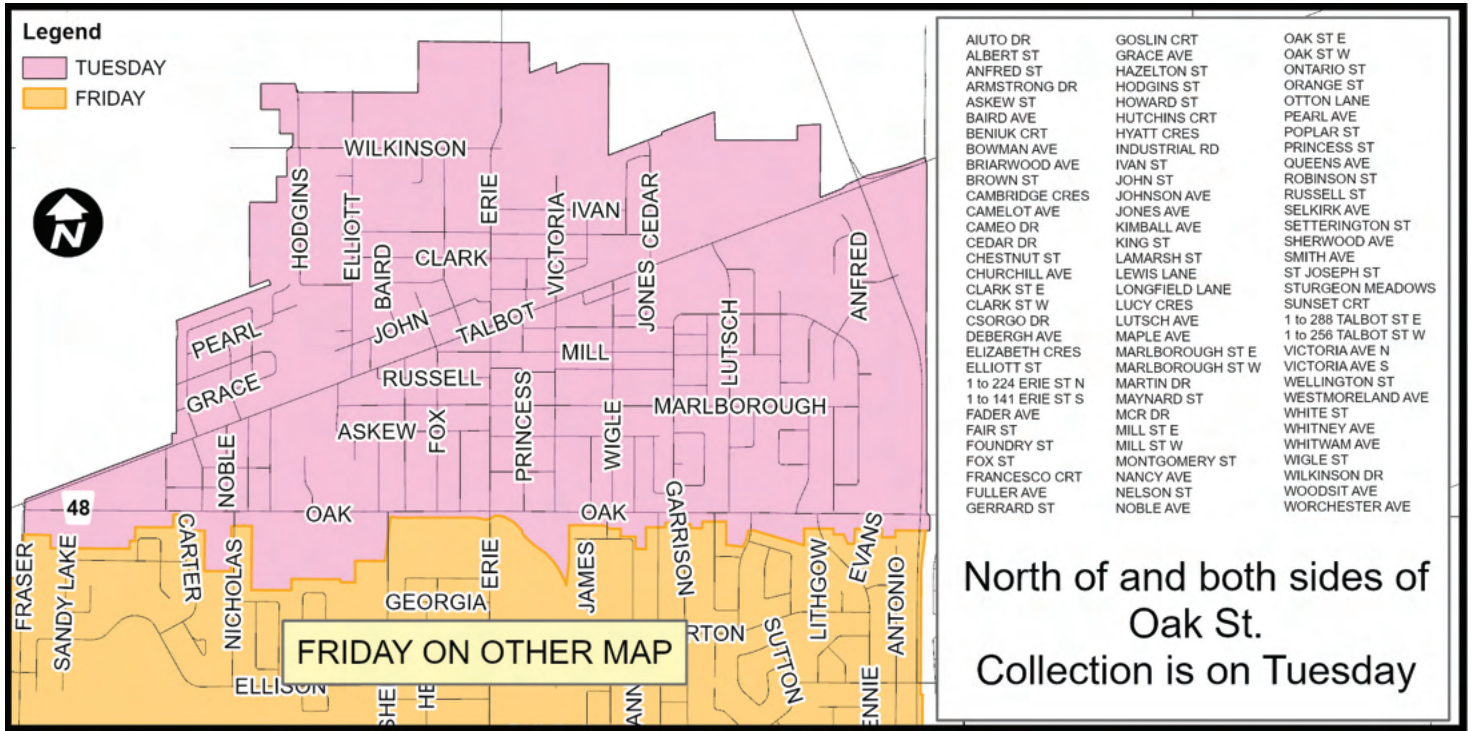 Legend
TUESDAY
FRIDAY
N
WILKINSON
HODGINS
ELLIOTT
ERIE
IVAN
CEDAR
VICTORIA
BAIRD
CLARK
JONES
ANFRED
PEARL
JOHN
TALBOT
LUTSCH
MILL
GRACE
RUSSELL
MARLBOROUGH
ASKEW
FOX
PRINCESS
WIGLE
NOBLE
48
OAK
OAK
GARRISON
CARTER
FRASER
SANDY LAKE
NICHOLAS
ERIE
JAMES
LITHGOW
EVANS
ANTONIO
GEORGIA
RTON
SUTTON
FRIDAY ON OTHER MAP
ELLISON
SHE
HE
ANN
ENNIE
AIUTO DR
ALBERT ST
ANFRED ST
ARMSTRONG DR
ASKEW ST
BAIRD AVE
BENIUK CRT
BOWMAN AVE
BRIARWOOD AVE
BROWN ST
CAMBRIDGE CRES
CAMELOT AVE
CAMEO DR
CEDAR DR
CHESTNUT ST
CHURCHILL AVE
CLARK ST E
CLARK ST W
CSORGO DR
DEBERGH AVE
ELIZABETH CRES
ELLIOTT ST
1 to 224 ERIE ST N
1 to 141 ERIE ST S
FADER AVE
FAIR ST
FOUNDRY ST
FOX ST
FRANCESCO CRT
FULLER AVE
GERRARD ST
GOSLIN CRT
GRACE AVE
HAZELTON ST
HODGINS ST
HOWARD ST
HUTCHINS CRT
HYATT CRES
INDUSTRIAL RD
IVAN ST
JOHN ST
JOHNSON AVE
JONES AVE
KIMBALL AVE
KING ST
LAMARSH ST
LEWIS LANE
LONGFIELD LANE
LUCY CRES
LUTSCH AVE
MAPLE AVE
MARLBOROUGH ST E
MARLBOROUGH ST W
MARTIN DR
MAYNARD ST
MCR DR
MILL ST E
MILL ST W
MONTGOMERY ST
NANCY AVE
NELSON ST
NOBLE AVE
OAK ST E
OAK ST W
ONTARIO ST
ORANGE ST
OTTON LANE
PEARL AVE
POPLAR ST
PRINCESS ST
QUEENS AVE
ROBINSON ST
RUSSELL ST
SELKIRK AVE
SETTERINGTON ST
SHERWOOD AVE
SMITH AVE
ST JOSEPH ST
STURGEON MEADOWS
SUNSET CRT
1 to 288 TALBOT ST E
1 to 256 TALBOT ST W
VICTORIA AVE N
VICTORIA AVE S
WELLINGTON ST
WESTMORELAND AVE
WHITE ST
WHITNEY AVE
WHITWAM AVE
WIGLE ST
WILKINSON DR
WOODSIT AVE
WORCHESTER AVE
North of and both sides of
Oak St.
Collection is on Tuesday